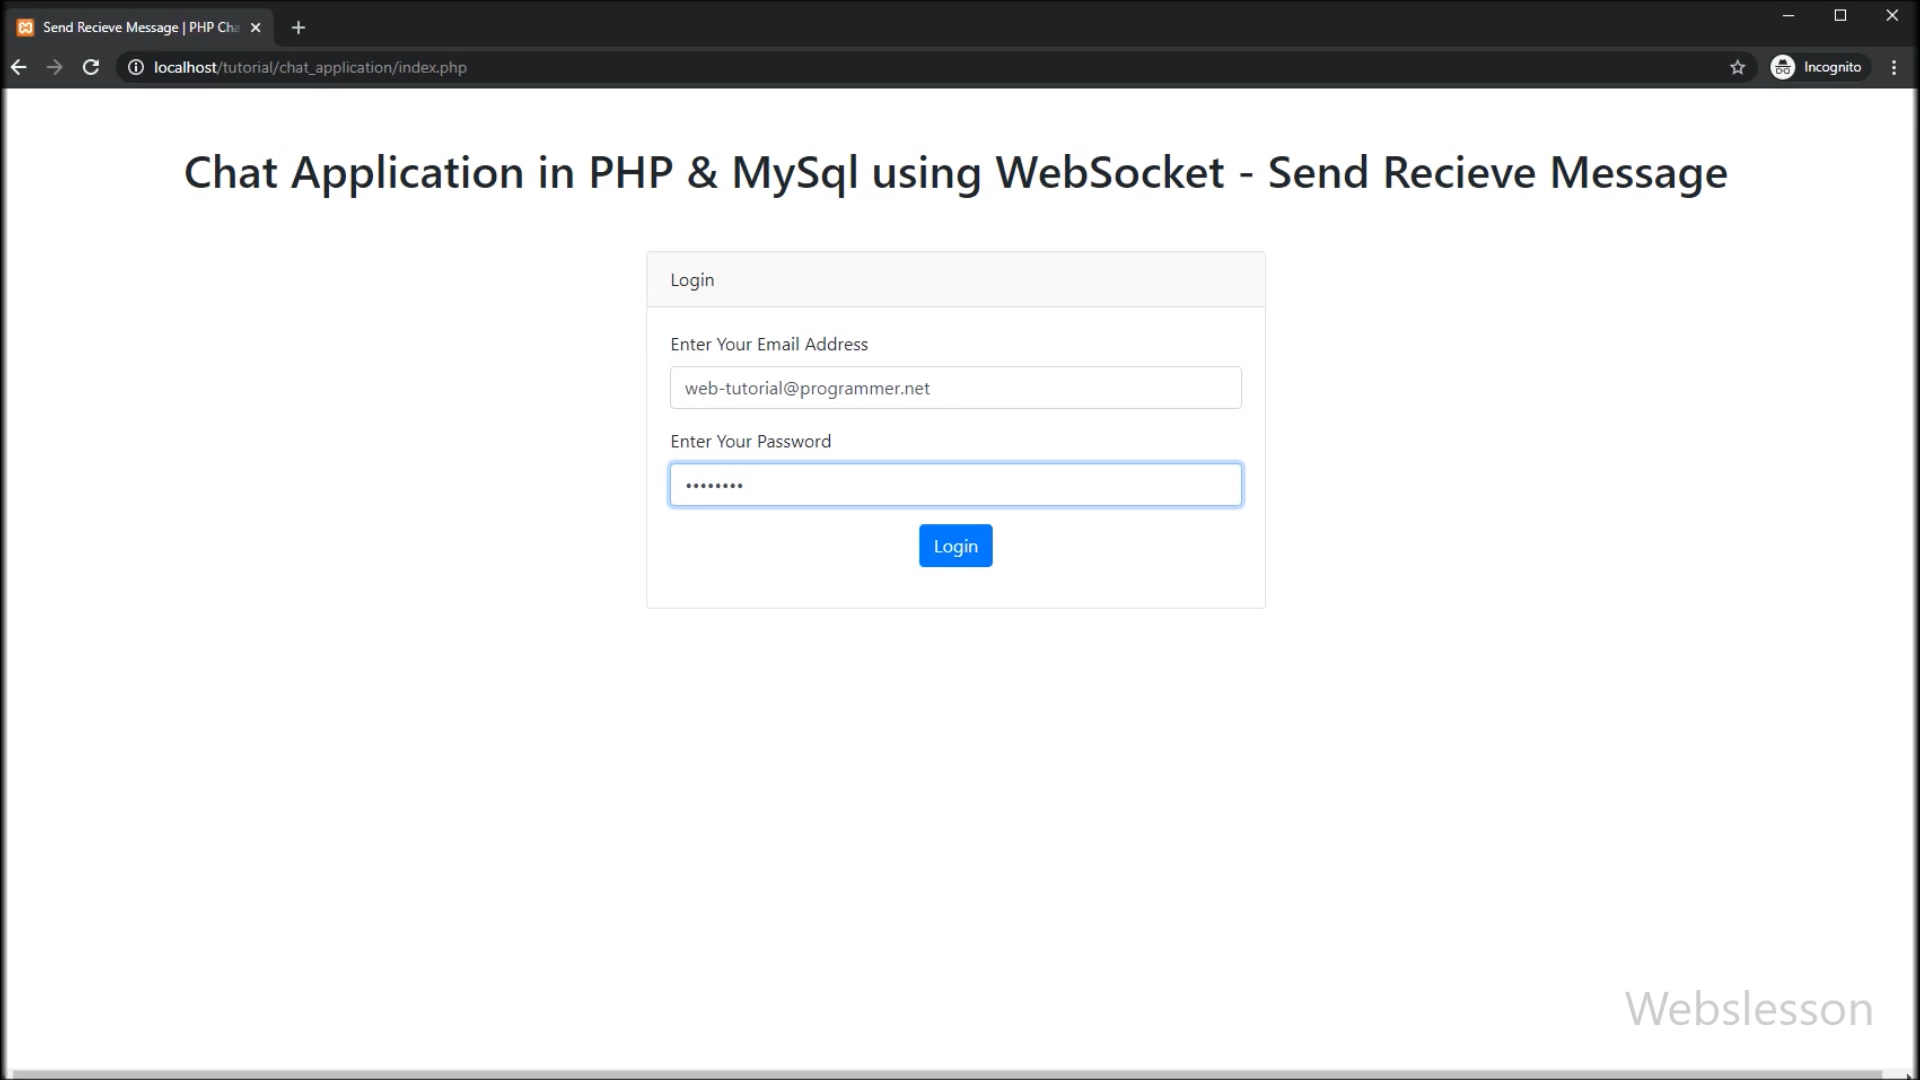 Send Recieve Message | PHP Cha
localhost/tutorial/chat_application/index.php
Incognito
Chat Application in PHP & MySql using WebSocket - Send Recieve Message
Login
Enter Your Email Address
web-tutorial@programmer.net
Enter Your Password
••••••••
Login
Webslesson